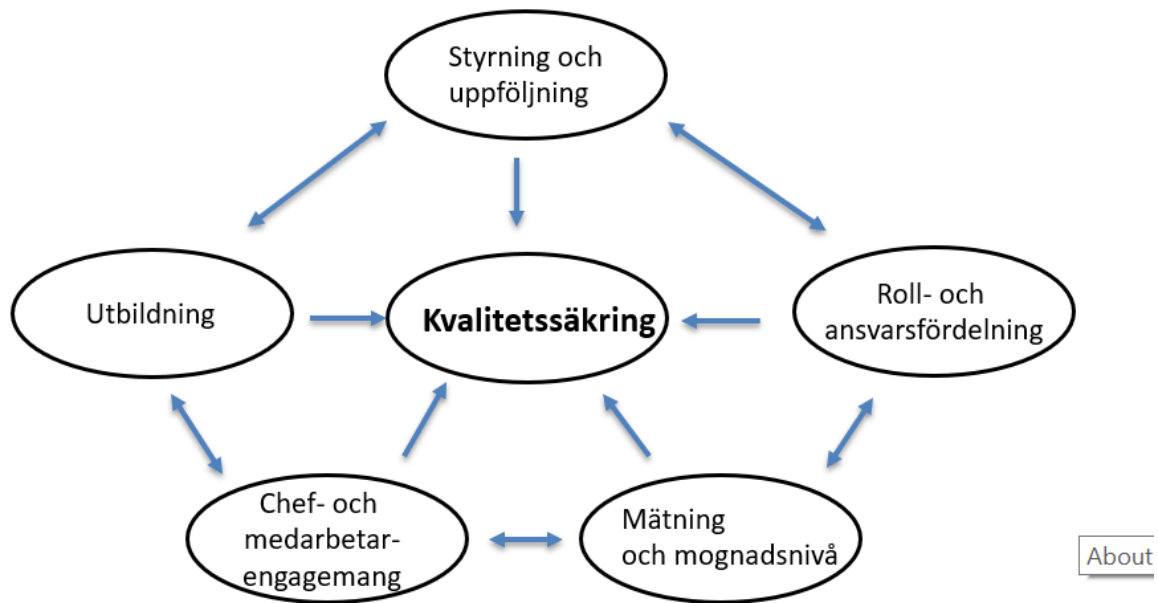 Styrning och
uppföljning
Utbildning
Kvalitetssäkring
Roll- och
ansvarsfördelning
Chef- och
medarbetar-
engagemang
Mätning
och mognadsnivå
About